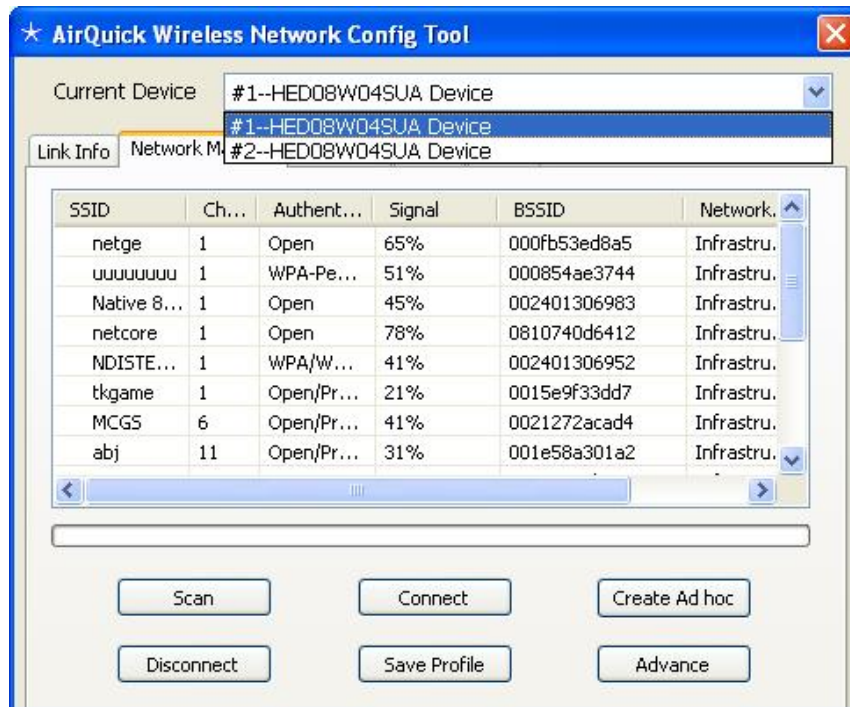 AirQuick Wireless Network Config Tool
Current Device #1--HED08W04SUA Device
#1--HED08W04SUA Device
#2--HED08W04SUA Device
Link Info Network M
SSID Ch... Authent... Signal BSSID Network.
netge 1 Open 65% 000fb53ed8a5 Infrastru.
uuuuuuuu 1 WPA-Pe... 51% 000854ae3744 Infrastru.
Native 8... 1 Open 45% 002401306983 Infrastru.
netcore 1 Open 78% 0810740d6412 Infrastru.
NDISTE... 1 WPA/W... 41% 002401306952 Infrastru.
tkgame 1 Open/Pr... 21% 0015e9f33dd7 Infrastru.
MCGS 6 Open/Pr... 41% 0021272acad4 Infrastru.
abj 11 Open/Pr... 31% 001e58a301a2 Infrastru.
Scan Connect Create Ad hoc
Disconnect Save Profile Advance